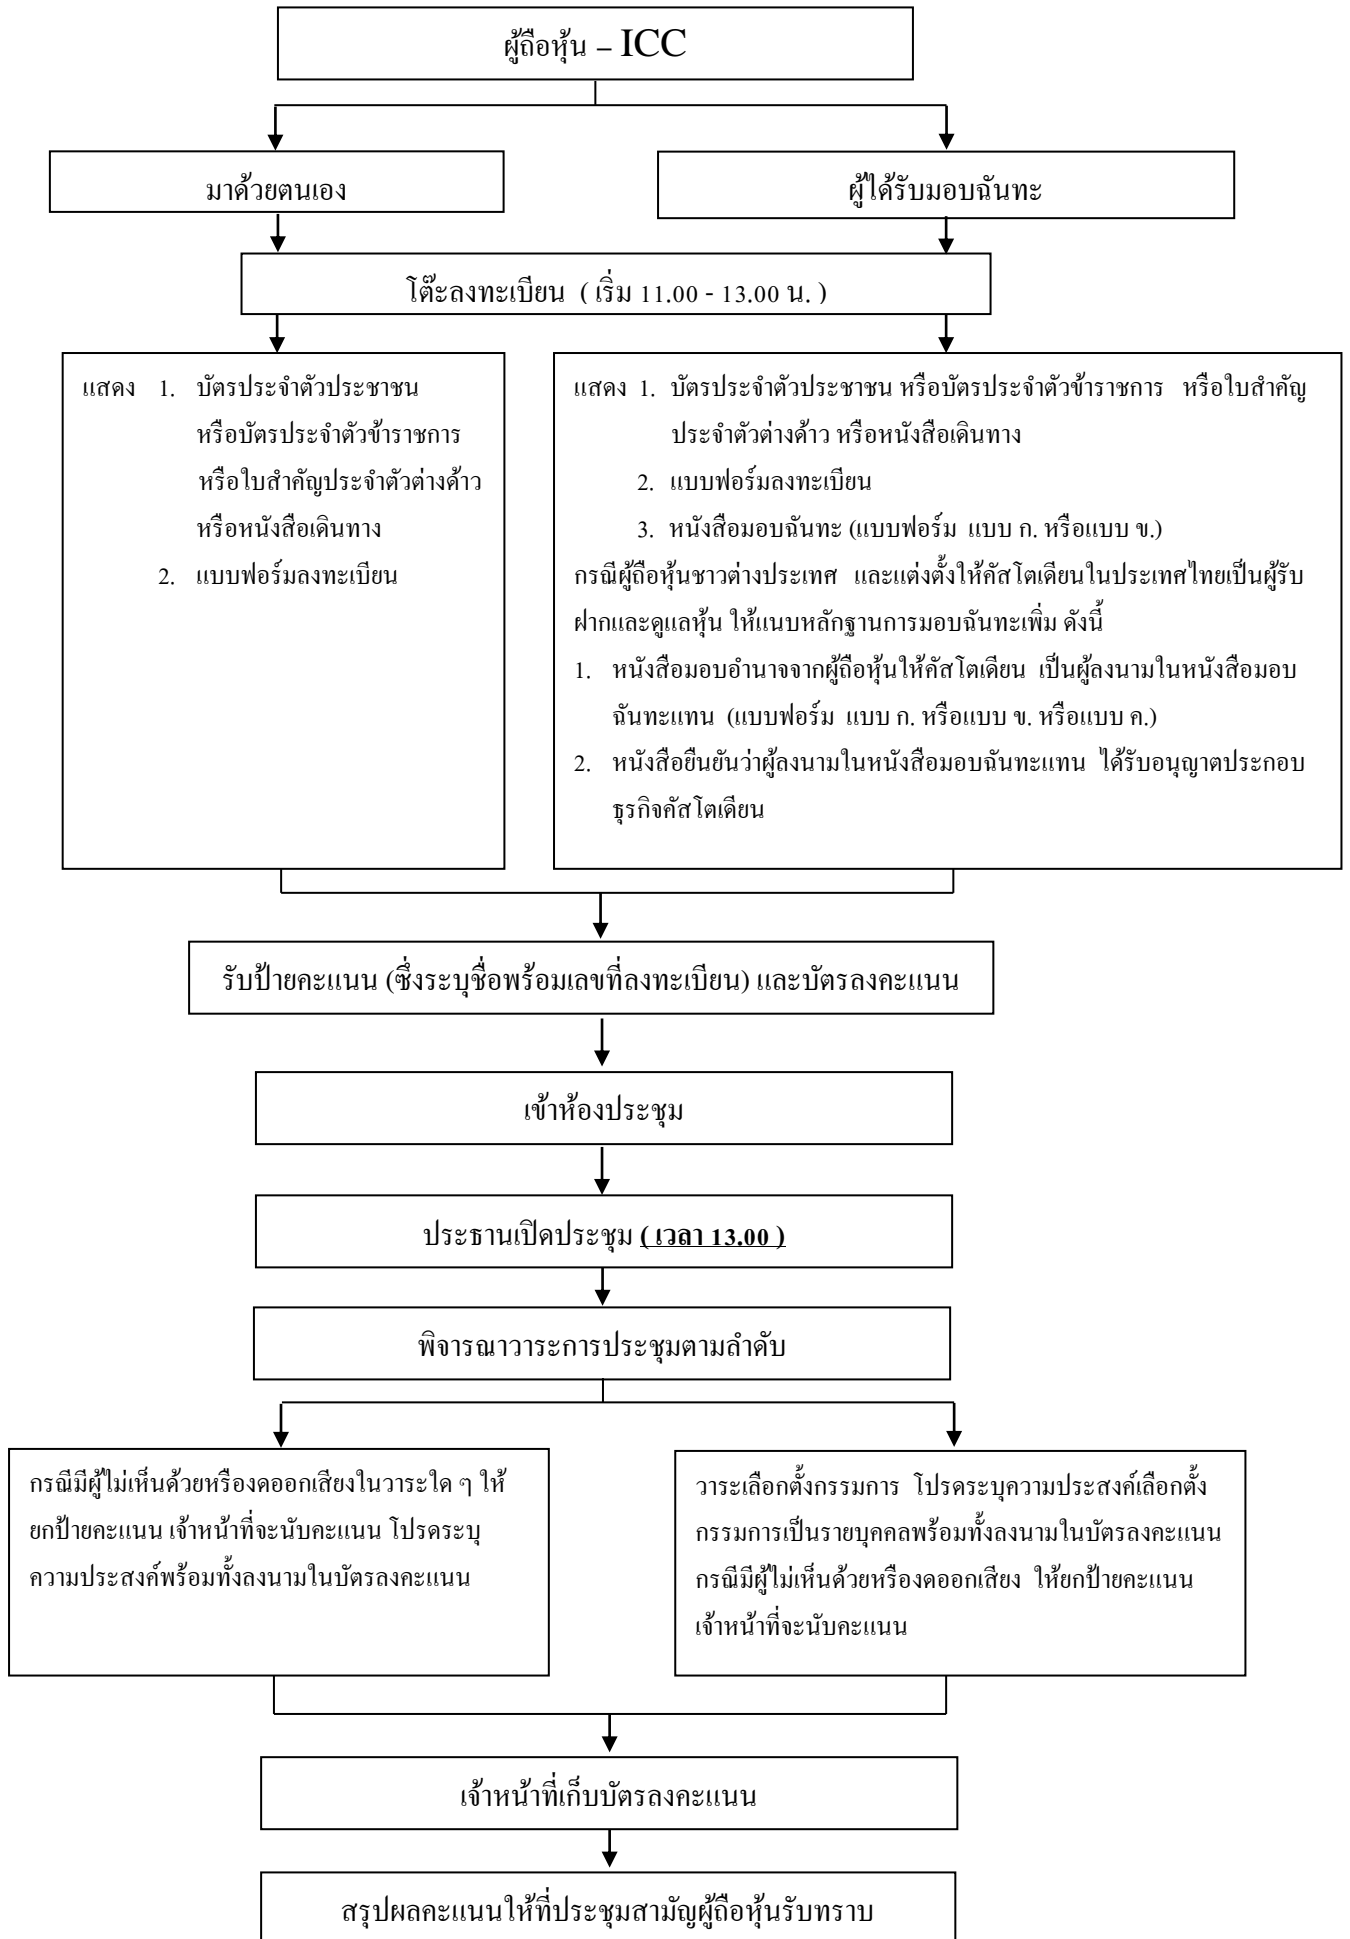 ผู้ถือหุ้น – ICC
มาด้วยตนเอง
ผู้ได้รับมอบฉันทะ
โต๊ะลงทะเบียน ( เริ่ม 11.00 - 13.00 น. )
แสดง 1. บัตรประจำตัวประชาชน
หรือบัตรประจำตัวข้าราชการ
หรือใบสำคัญประจำตัวต่างด้าว
หรือหนังสือเดินทาง
2. แบบฟอร์มลงทะเบียน
แสดง 1. บัตรประจำตัวประชาชน หรือบัตรประจำตัวข้าราชการ หรือใบสำคัญ
ประจำตัวต่างด้าว หรือหนังสือเดินทาง
2. แบบฟอร์มลงทะเบียน
3. หนังสือมอบฉันทะ (แบบฟอร์ม แบบ ก. หรือแบบ ข.)
กรณีผู้ถือหุ้นชาวต่างประเทศ และแต่งตั้งให้คัสโตเดียนในประเทศไทยเป็นผู้รับ
ฝากและดูแลหุ้น ให้แนบหลักฐานการมอบฉันทะเพิ่ม ดังนี้
1. หนังสือมอบอำนาจจากผู้ถือหุ้นให้คัสโตเดียน เป็นผู้ลงนามในหนังสือมอบ
ฉันทะแทน (แบบฟอร์ม แบบ ก. หรือแบบ ข. หรือแบบ ค.)
2. หนังสือยืนยันว่าผู้ลงนามในหนังสือมอบฉันทะแทน ได้รับอนุญาตประกอบ
ธุรกิจคัสโตเดียน
รับป้ายคะแนน (ซึ่งระบุชื่อพร้อมเลขที่ลงทะเบียน) และบัตรลงคะแนน
เข้าห้องประชุม
ประธานเปิดประชุม ( เวลา 13.00 )
พิจารณาวาระการประชุมตามลำดับ
กรณีมีผู้ไม่เห็นด้วยหรืองดออกเสียงในวาระใด ๆ ให้
ยกป้ายคะแนน เจ้าหน้าที่จะนับคะแนน โปรดระบุ
ความประสงค์พร้อมทั้งลงนามในบัตรลงคะแนน
วาระเลือกตั้งกรรมการ โปรดระบุความประสงค์เลือกตั้ง
กรรมการเป็นรายบุคคลพร้อมทั้งลงนามในบัตรลงคะแนน
กรณีมีผู้ไม่เห็นด้วยหรืองดออกเสียง ให้ยกป้ายคะแนน
เจ้าหน้าที่จะนับคะแนน
เจ้าหน้าที่เก็บบัตรลงคะแนน
สรุปผลคะแนนให้ที่ประชุมสามัญผู้ถือหุ้นรับทราบ